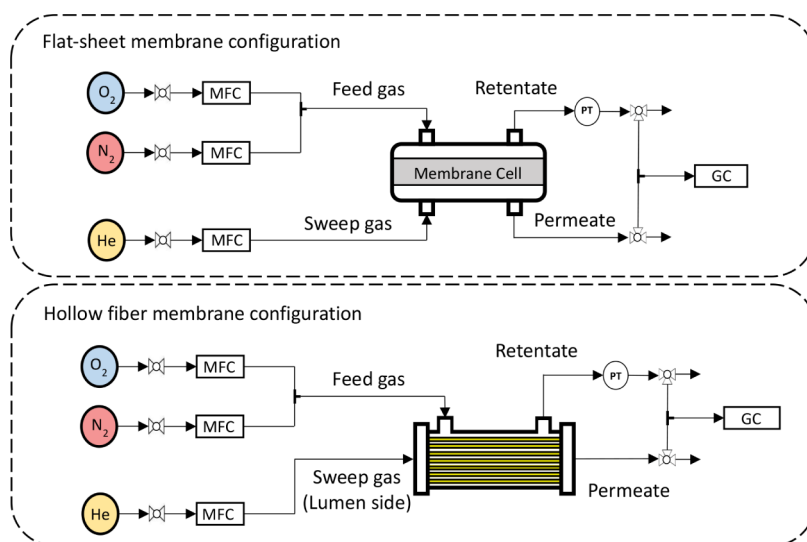 Flat-sheet membrane configuration
O2
MFC
Feed gas
Retentate
PT
N2
MFC
Membrane Cell
GC
He
MFC
Sweep gas
Permeate
Hollow fiber membrane configuration
O2
MFC
Feed gas
Retentate
PT
N2
MFC
GC
He
MFC
Sweep gas
(Lumen side)
Permeate